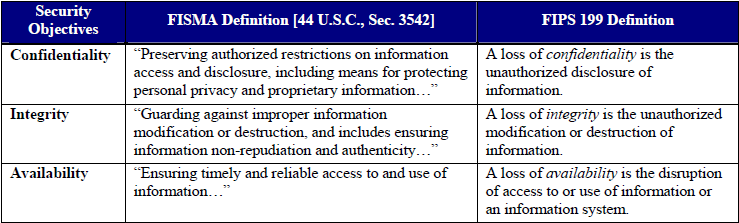 Security
Objectives
FISMA Definition [44 U.S.C., Sec. 3542]
FIPS 199 Definition
Confidentiality
“Preserving authorized restrictions on information
access and disclosure, including means for protecting
personal privacy and proprietary information…”
A loss of confidentiality is the
unauthorized disclosure of
information.
Integrity
“Guarding against improper information
modification or destruction, and includes ensuring
information non-repudiation and authenticity…”
A loss of integrity is the unauthorized
modification or destruction of
information.
Availability
“Ensuring timely and reliable access to and use of
information…”
A loss of availability is the disruption
of access to or use of information or
an information system.